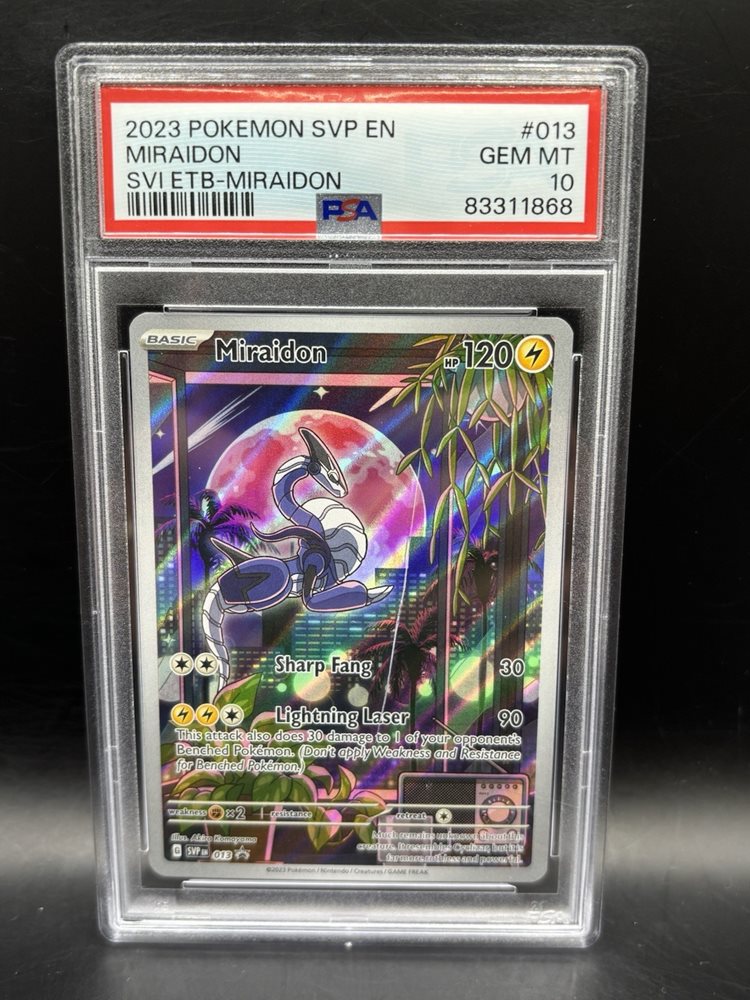 2023 POKEMON SVP EN #013
MIRAIDON GEM MT
SVI ETB-MIRAIDON 10
PSA 83311868
BASIC Miraidon HP 120
Sharp Fang 30
Lightning Laser 90
This attack also does 30 damage to 1 of your opponent's
Benched Pokémon. (Don't apply Weakness and Resistance
for Benched Pokémon.)
weakness ×2 resistance retreat
Much remains unknown about this
creature. It resembles Cyclizar, but it is
far more ruthless and powerful.
Illus. Akira Komayama
G SVP EN 013
©2023 Pokémon / Nintendo / Creatures / GAME FREAK